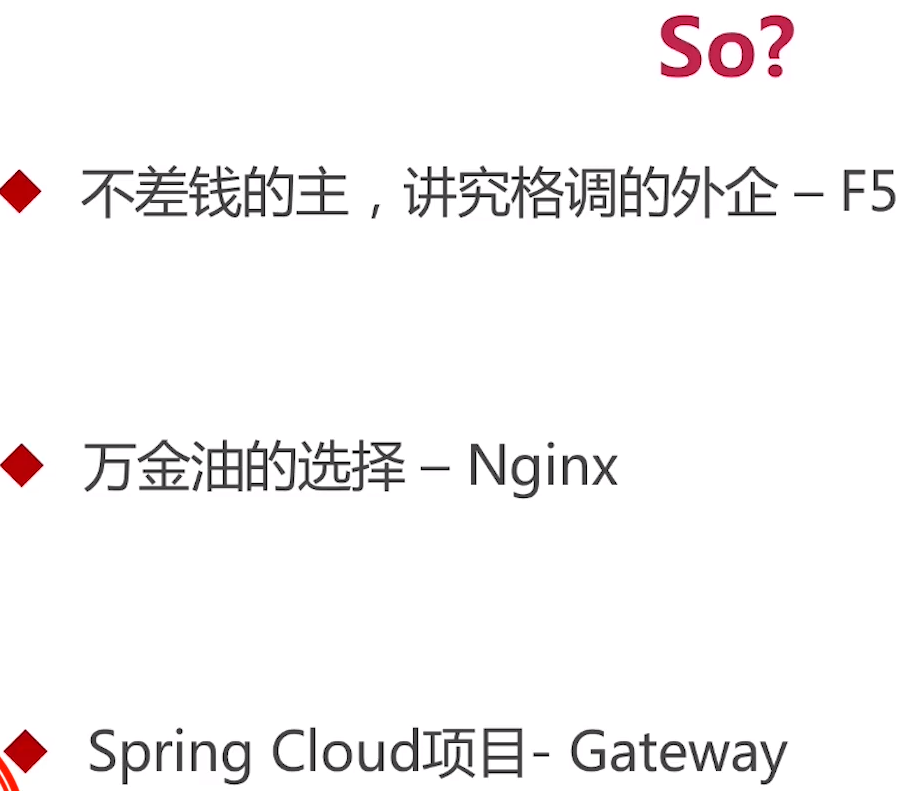 So?
不差钱的主，讲究格调的外企 – F5
万金油的选择 – Nginx
Spring Cloud项目- Gateway